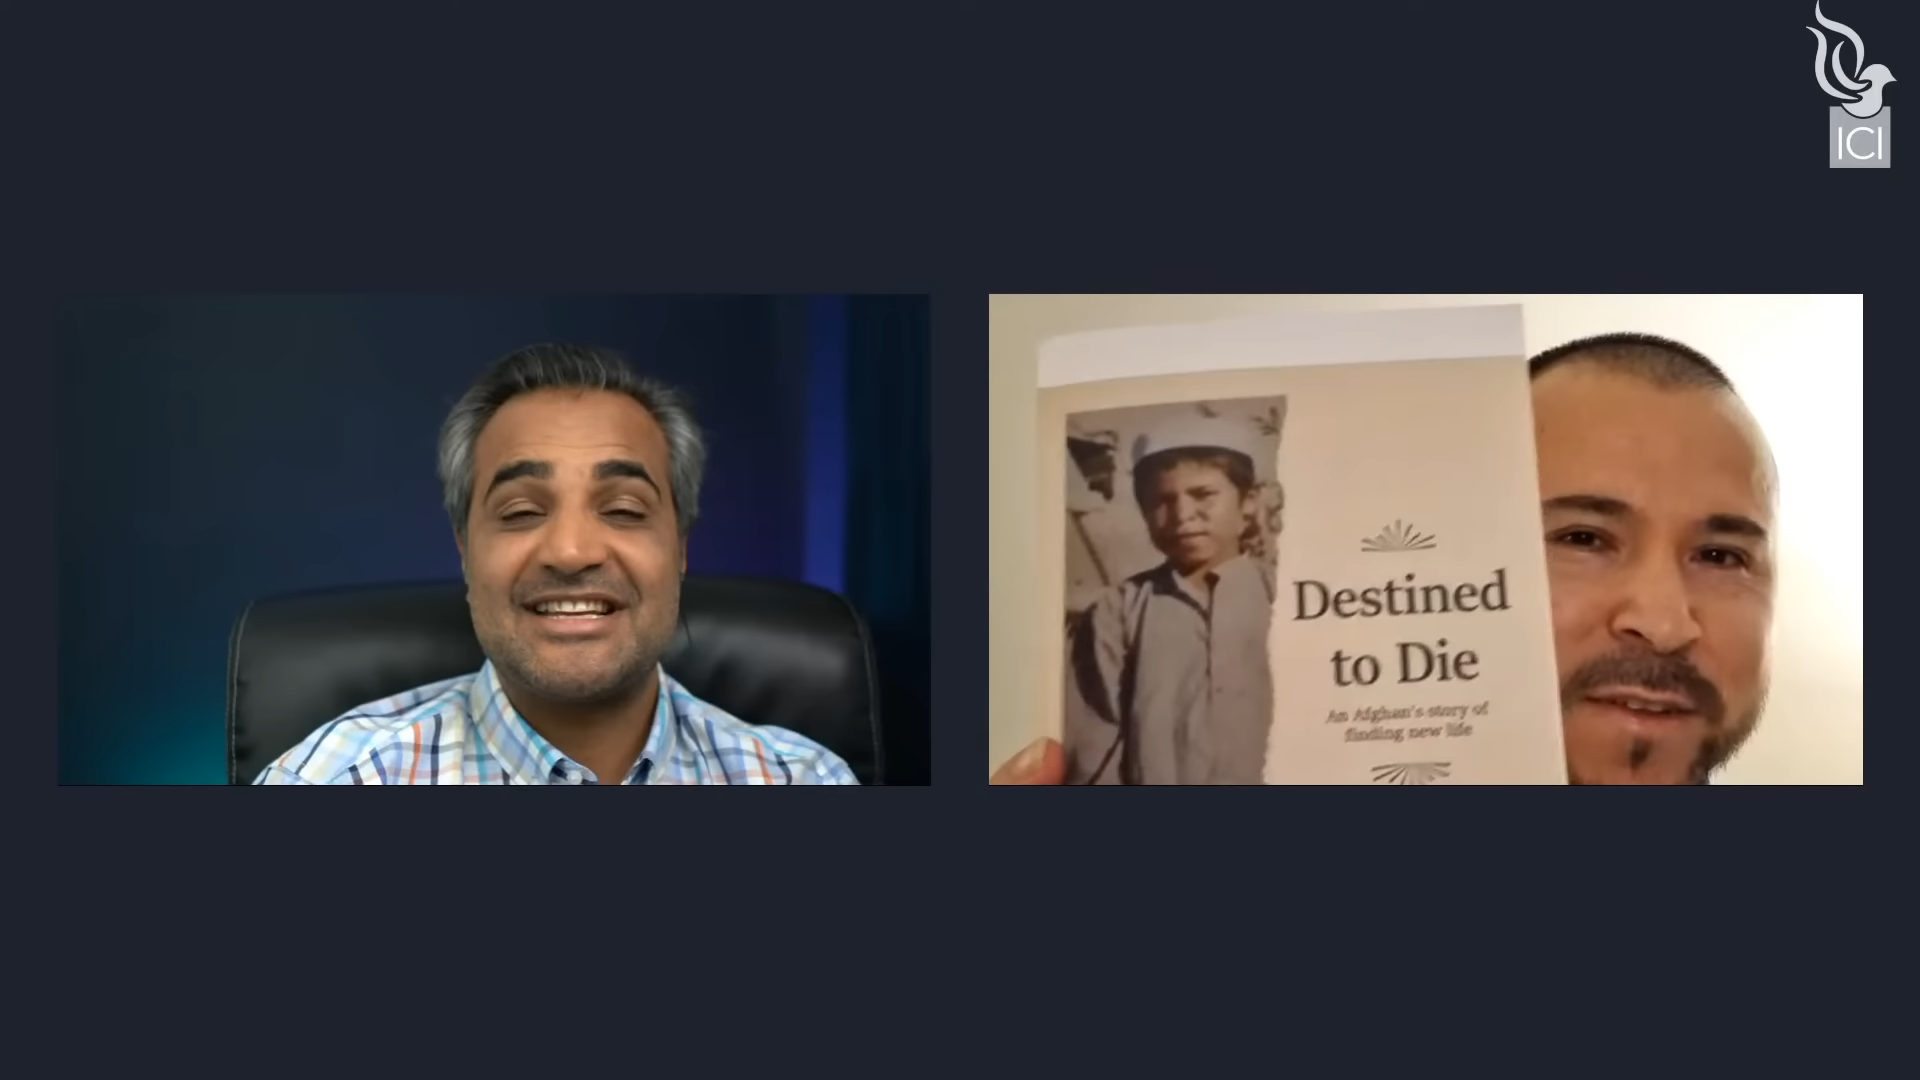 ICI
Destined
to Die
An Afghan's story of
finding new life